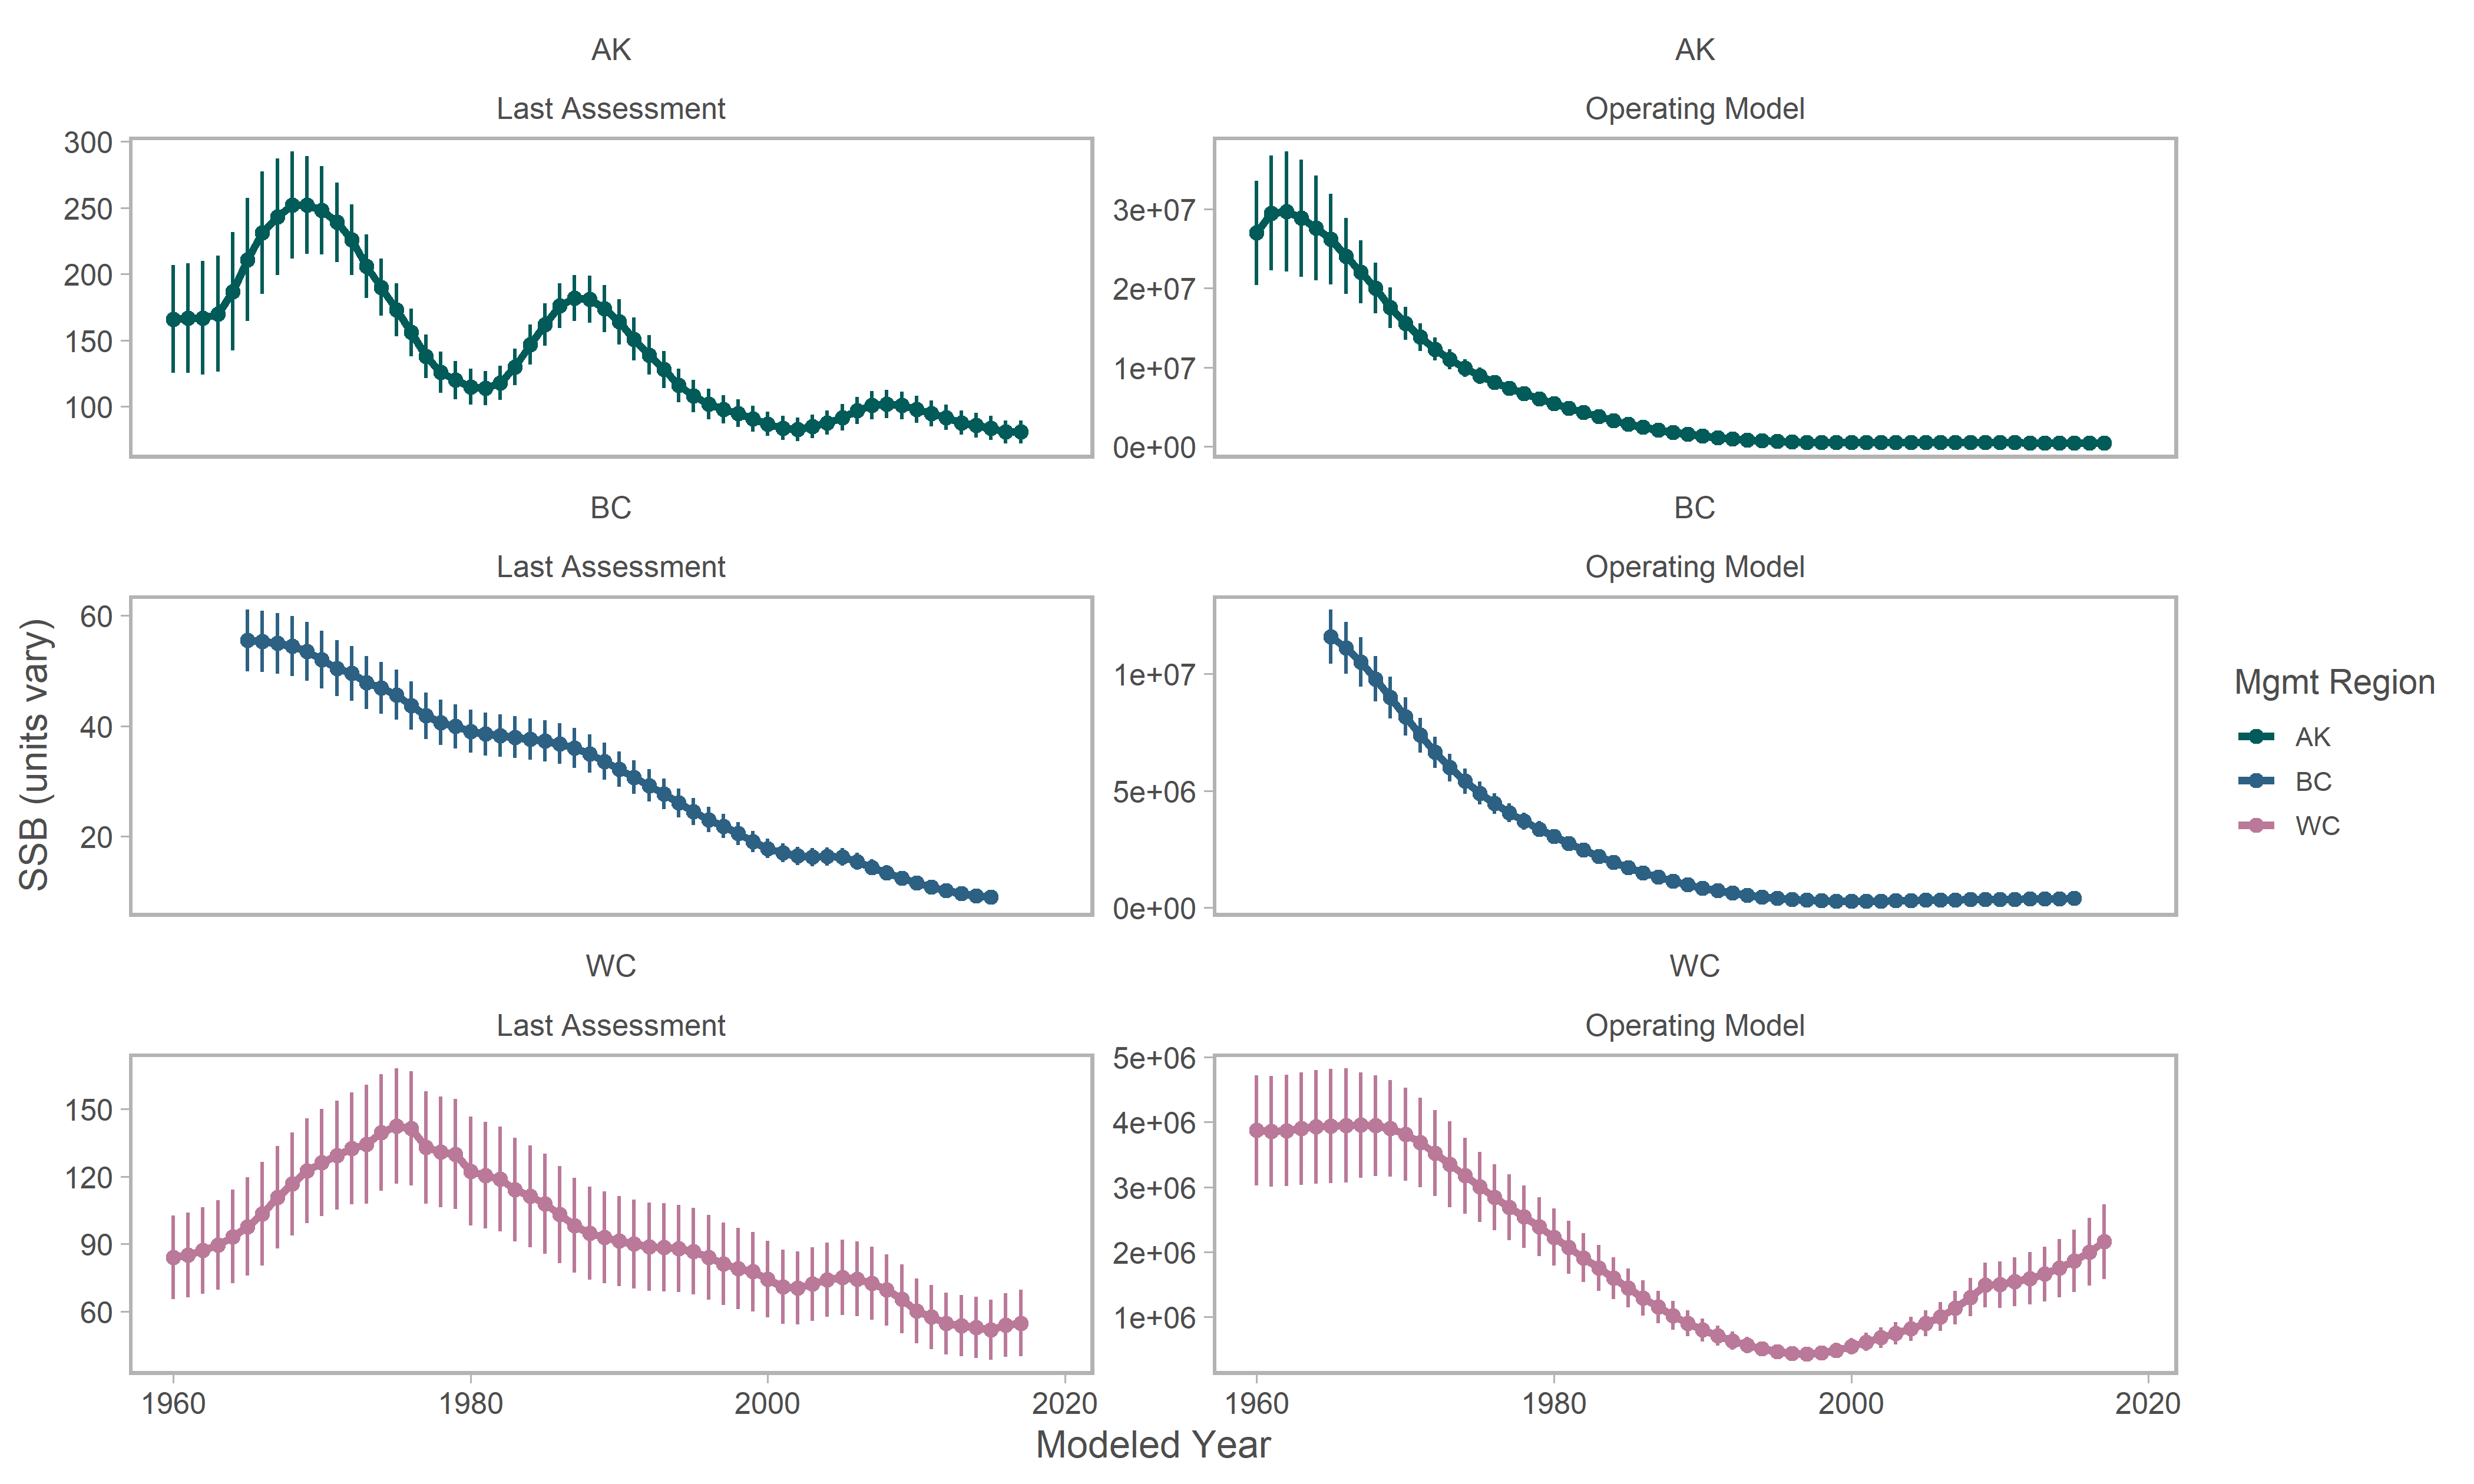 AK
Last Assessment
300
250
200
150
100
AK
Operating Model
3e+07
2e+07
1e+07
0e+00
BC
Last Assessment
60
40
20
BC
Operating Model
1e+07
5e+06
0e+00
WC
Last Assessment
150
120
90
60
1960
1980
2000
2020
WC
Operating Model
5e+06
4e+06
3e+06
2e+06
1e+06
1960
1980
2000
2020
SSB (units vary)
Modeled Year
Mgmt Region
AK
BC
WC